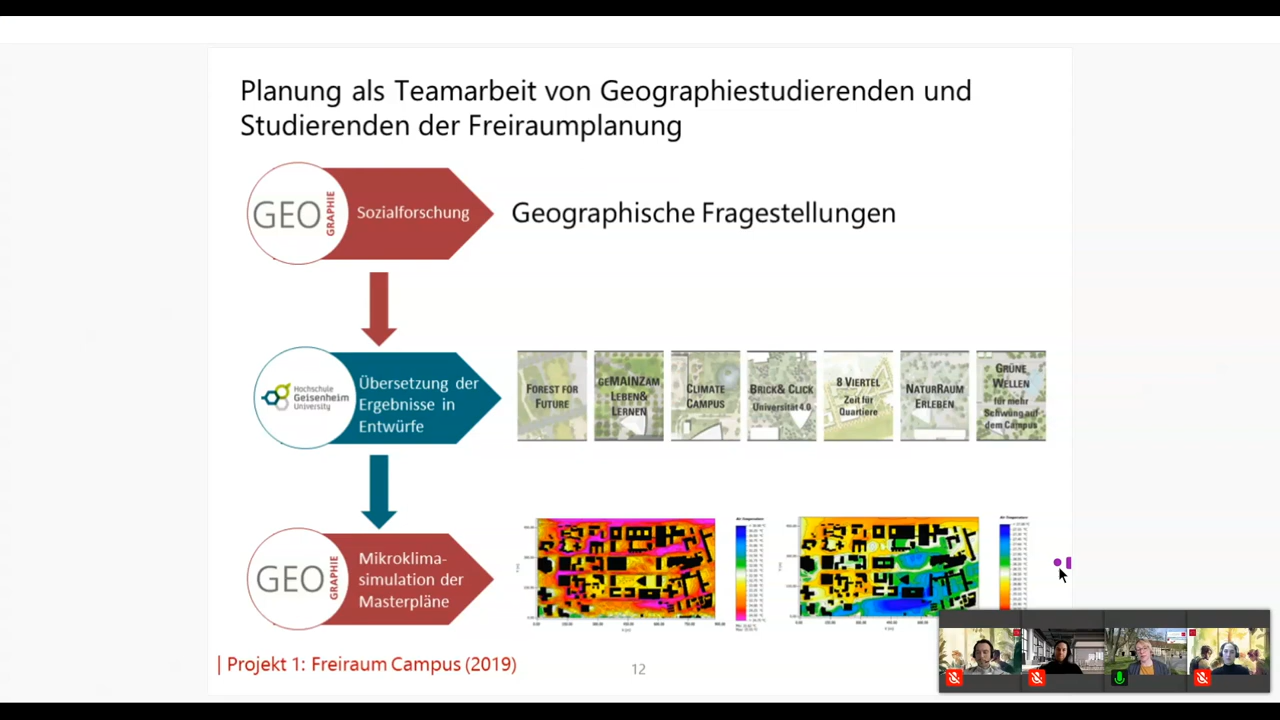 Planung als Teamarbeit von Geographiestudierenden und
Studierenden der Freiraumplanung
GEO
GRAPHIE
Sozialforschung
Geographische Fragestellungen
Hochschule
Geisenheim
University
Übersetzung der
Ergebnisse in
Entwürfe
FOREST FOR
FUTURE
GEMAINZAM
LEBEN&
LERNEN
CLIMATE
CAMPUS
BRICK& CLICK
Universität 4.0
8 VIERTEL
Zeit für
Quartiere
NATURRAUM
ERLEBEN
GRÜNE
WELLEN
für mehr
Schwung auf
dem Campus
GEO
GRAPHIE
Mikroklima-
simulation der
Masterpläne
| Projekt 1: Freiraum Campus (2019)
12